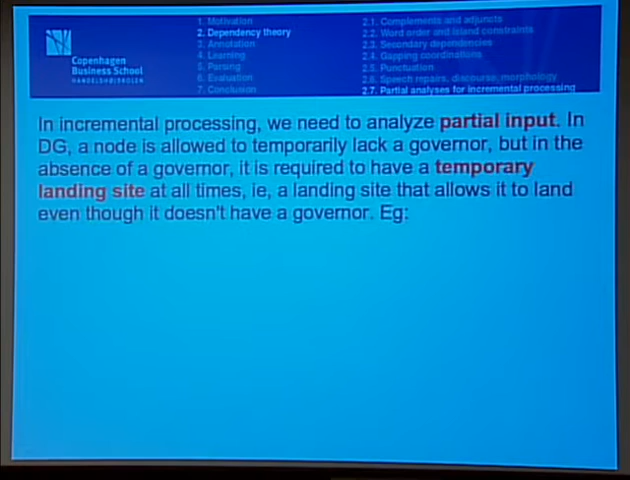 1. Motivation
2. Dependency theory
3. Annotation
4. Learning
5. Parsing
6. Evaluation
7. Conclusion
2.1. Complements and adjuncts
2.2. Word order and island constraints
2.3. Secondary dependencies
2.4. Gapping coordinations
2.5. Punctuation
2.6. Speech repairs, discourse, morphology
2.7. Partial analyses for incremental processing
Copenhagen
Business School
HANDELSHØJSKOLEN
In incremental processing, we need to analyze partial input. In
DG, a node is allowed to temporarily lack a governor, but in the
absence of a governor, it is required to have a temporary
landing site at all times, ie, a landing site that allows it to land
even though it doesn't have a governor. Eg: